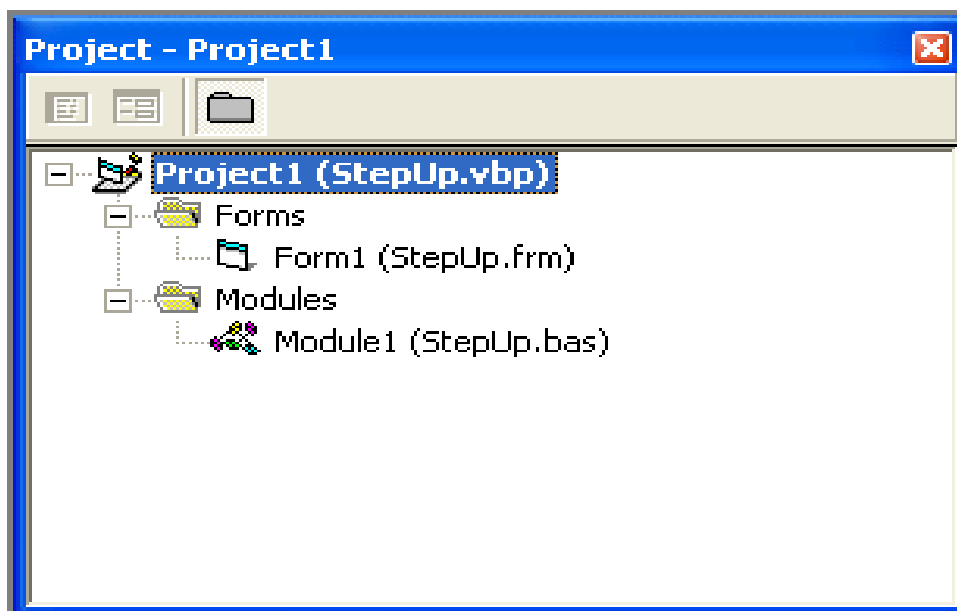 Project - Project1
Project1 (StepUp.vbp)
Forms
Form1 (StepUp.frm)
Modules
Module1 (StepUp.bas)